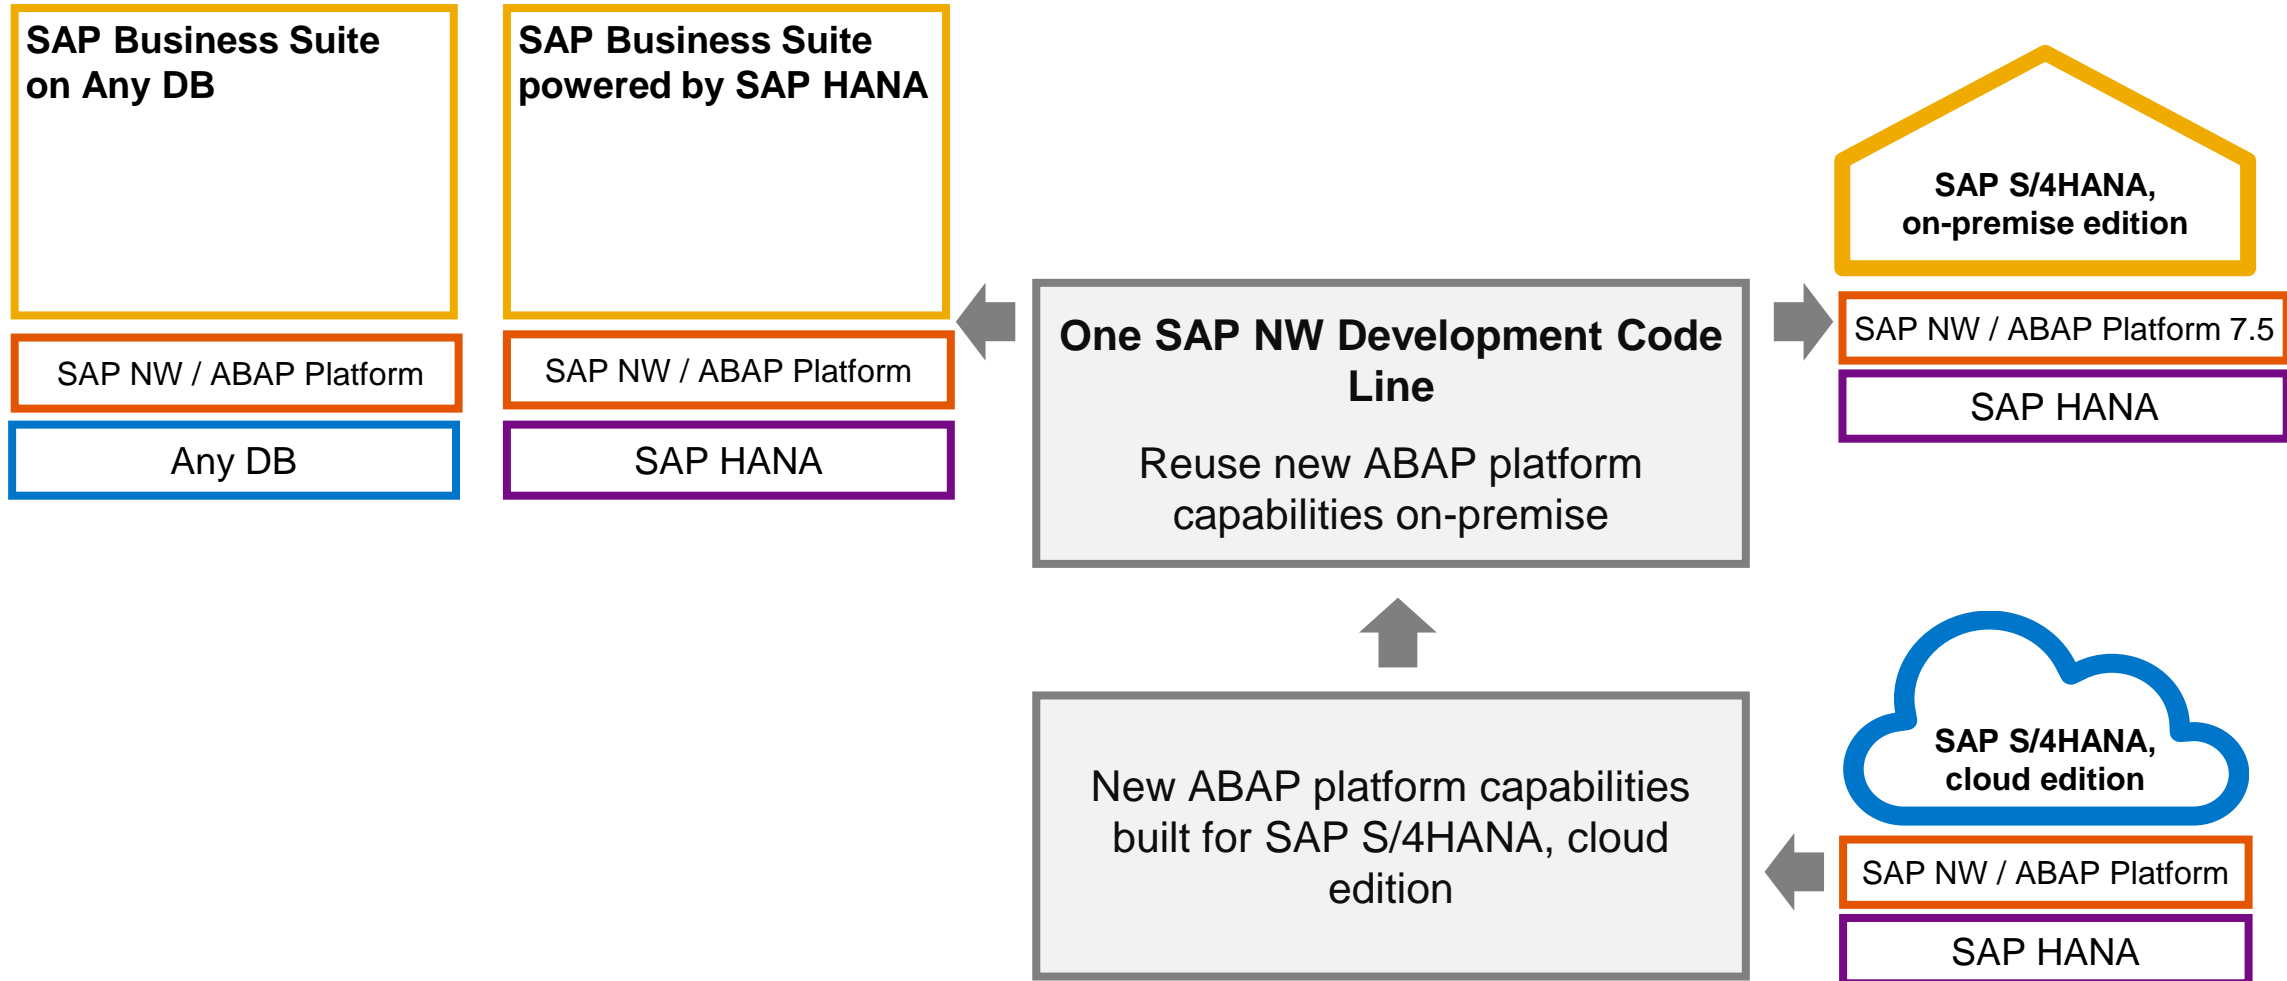 SAP Business Suite
on Any DB
SAP NW / ABAP Platform
Any DB
SAP Business Suite
powered by SAP HANA
SAP NW / ABAP Platform
SAP HANA
One SAP NW Development Code
Line
Reuse new ABAP platform
capabilities on-premise
New ABAP platform capabilities
built for SAP S/4HANA, cloud
edition
SAP S/4HANA,
on-premise edition
SAP NW / ABAP Platform 7.5
SAP HANA
SAP S/4HANA,
cloud edition
SAP NW / ABAP Platform
SAP HANA